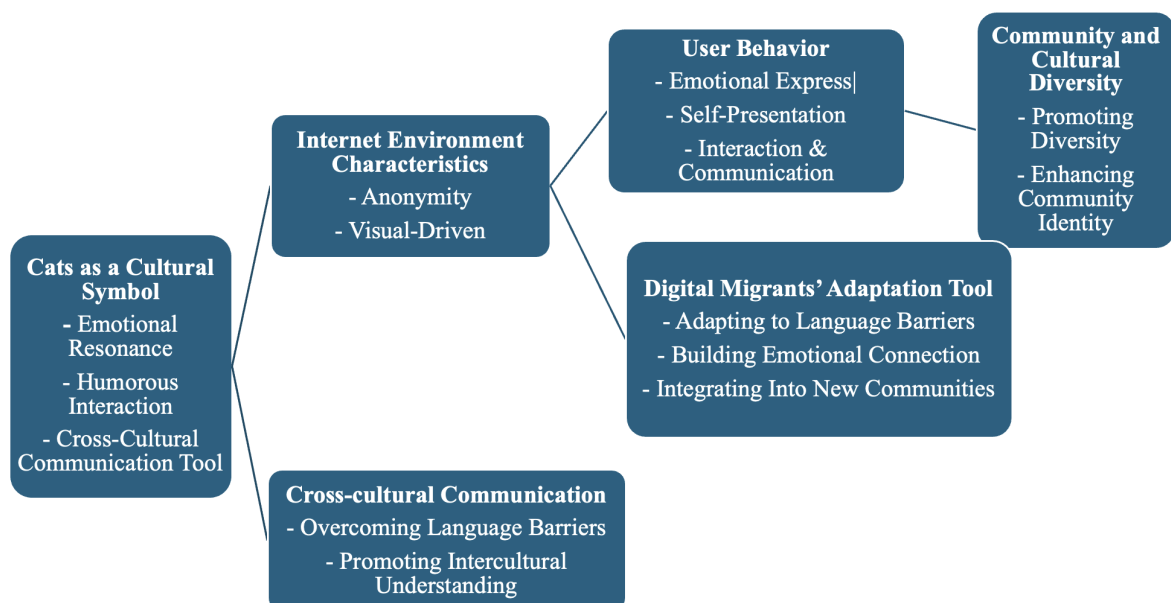 Cats as a Cultural
Symbol
- Emotional
Resonance
- Humorous
Interaction
- Cross-Cultural
Communication Tool
Internet Environment
Characteristics
- Anonymity
- Visual-Driven
Cross-cultural Communication
- Overcoming Language Barriers
- Promoting Intercultural
Understanding
User Behavior
- Emotional Express|
- Self-Presentation
- Interaction &
Communication
Digital Migrants’ Adaptation Tool
- Adapting to Language Barriers
- Building Emotional Connection
- Integrating Into New Communities
Community and
Cultural
Diversity
- Promoting
Diversity
- Enhancing
Community
Identity